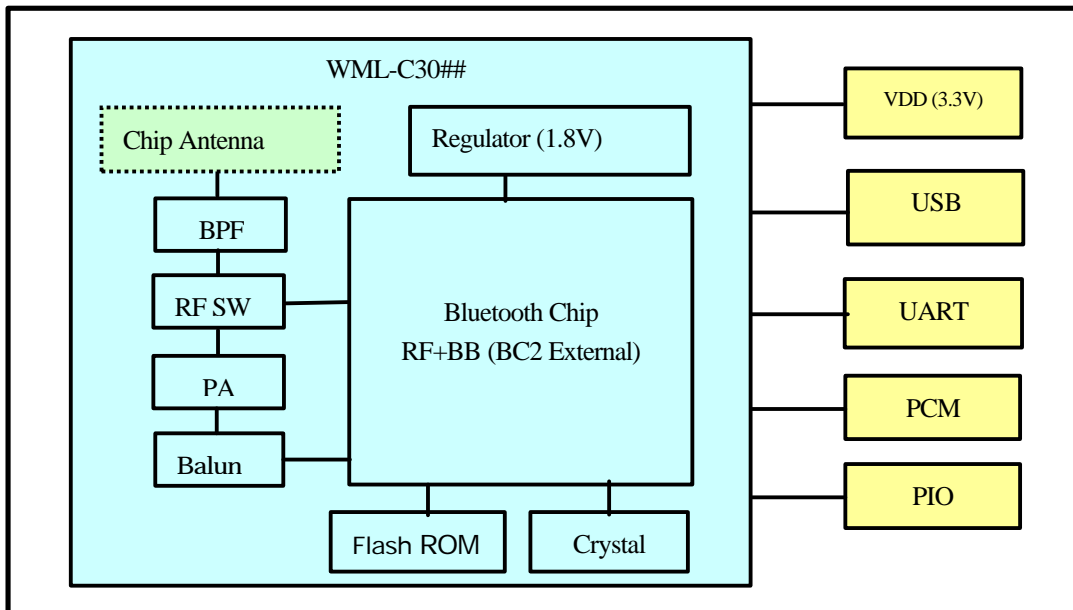 WML-C30##
Chip Antenna
Regulator (1.8V)
BPF
RF SW
PA
Balun
Bluetooth Chip
RF+BB (BC2 External)
Flash ROM
Crystal
VDD (3.3V)
USB
UART
PCM
PIO